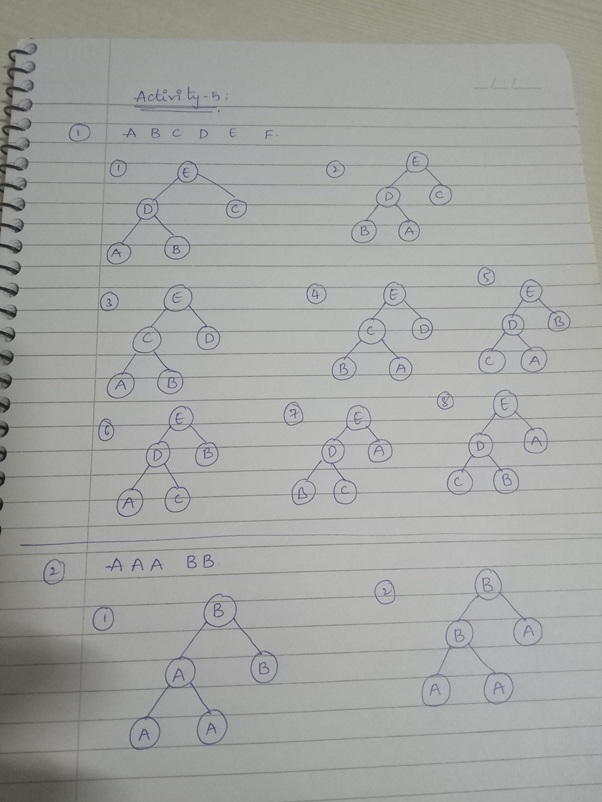 Activity-5:
① A B C D E F.
① ②
E E
D C D C
A B B A
③ ④ ⑤
E E E
C D C D D B
A B B A C A
⑥ ⑦ ⑧
E E E
D B D A D A
A C B C C B
② A A A B B
① ②
B B
A B B A
A A A A